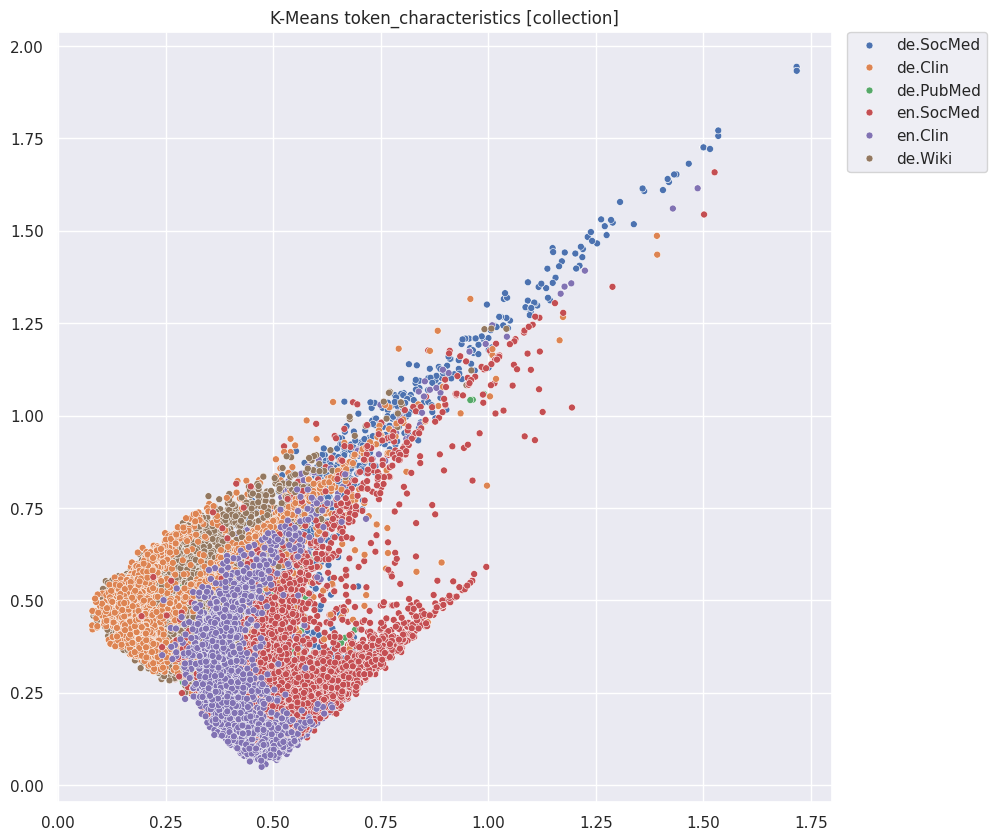 K-Means token_characteristics [collection]
de.SocMed
de.Clin
de.PubMed
en.SocMed
en.Clin
de.Wiki
2.00
1.75
1.50
1.25
1.00
0.75
0.50
0.25
0.00
0.00 0.25 0.50 0.75 1.00 1.25 1.50 1.75